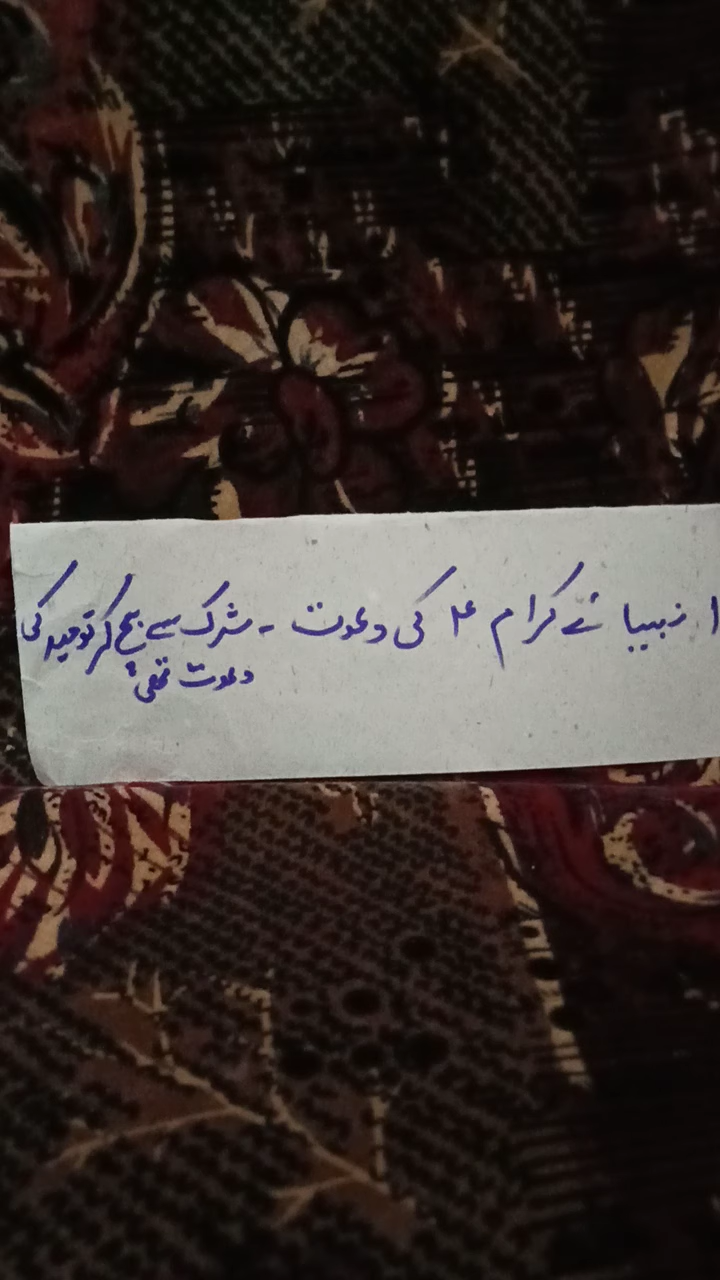 انبیائے کرامؑ کی دعوت - شرک سے بچ کر توحید کی
دعوت تھی